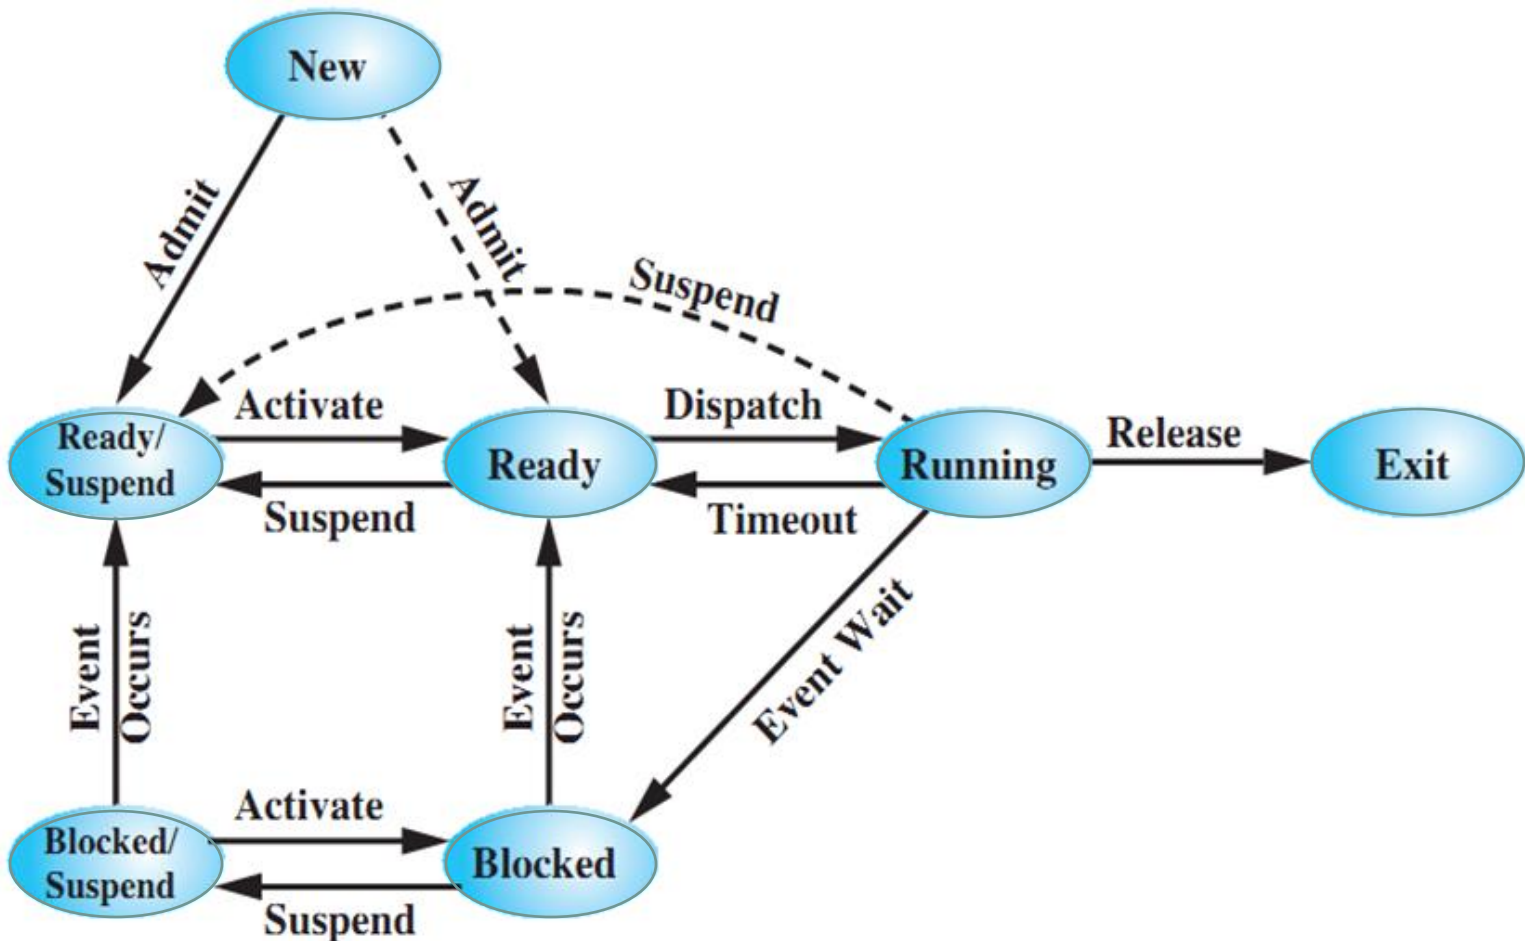 New
Admit
Admit
Suspend
Activate
Dispatch
Release
Ready/
Suspend
Ready
Running
Exit
Suspend
Timeout
Event
Occurs
Event
Occurs
Event Wait
Activate
Blocked/
Suspend
Blocked
Suspend